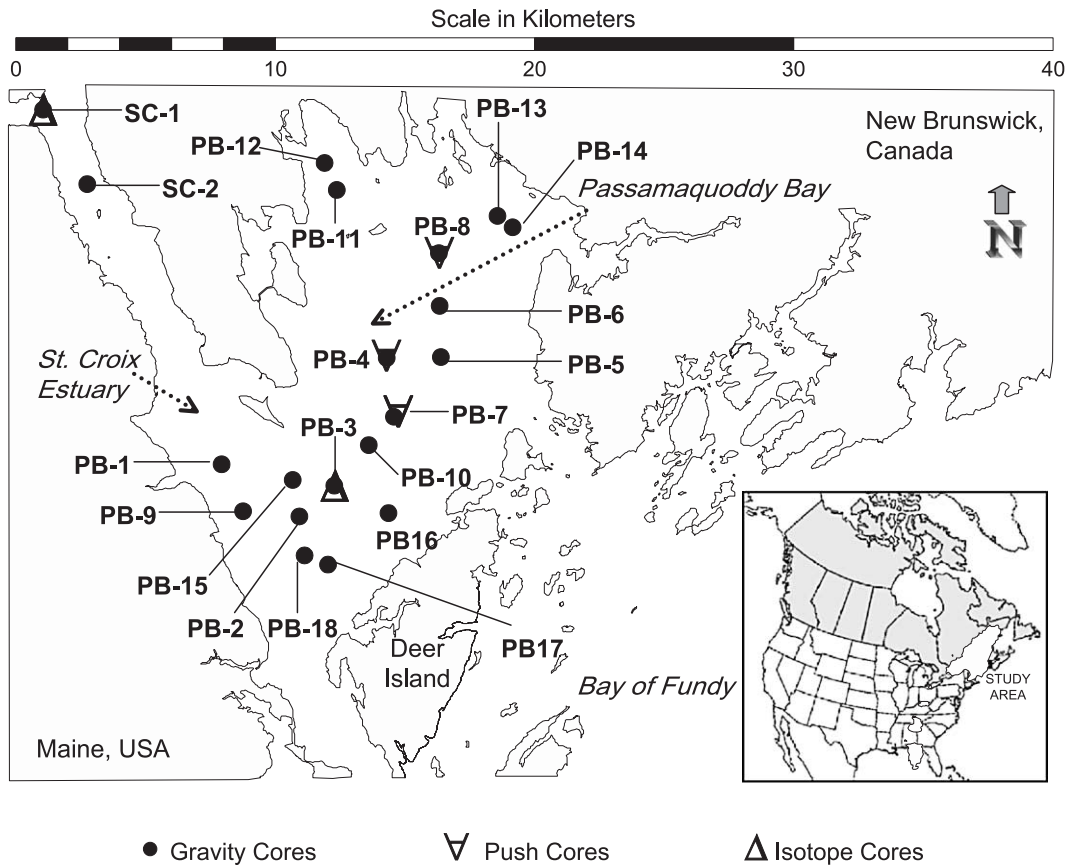 Scale in Kilometers
0 10 20 30 40
SC-1
PB-13
New Brunswick,
Canada
PB-12
PB-14
SC-2
Passamaquoddy Bay
PB-11
PB-8
N
PB-6
St. Croix
Estuary
PB-4
PB-5
PB-3
PB-7
PB-1
PB-10
PB-9
PB16
PB-15
PB-2
PB-18
Deer
Island
PB17
Bay of Fundy
STUDY
AREA
Maine, USA
Gravity Cores
Push Cores
Isotope Cores